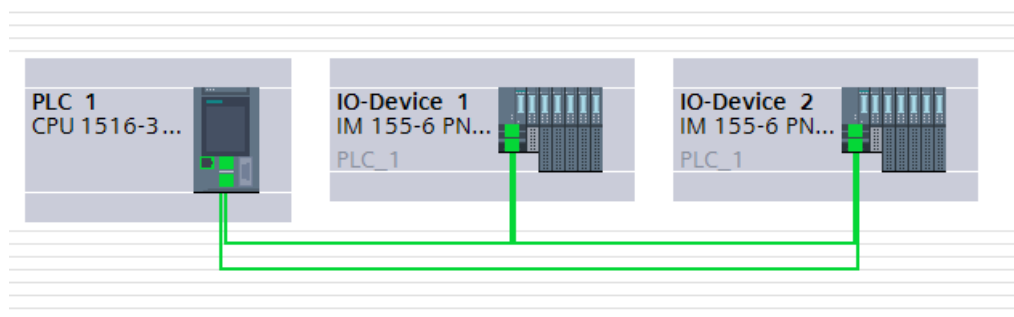 PLC_1
CPU 1516-3...
IO-Device_1
IM 155-6 PN...
PLC_1
IO-Device_2
IM 155-6 PN...
PLC_1